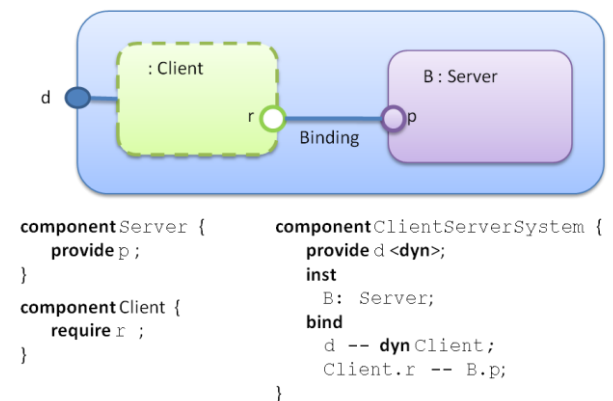 : Client
B : Server
d
r
p
Binding
component Server {
provide p ;
}
component Client {
require r ;
}
component ClientServerSystem {
provide d <dyn>;
inst
B: Server;
bind
d -- dyn Client;
Client.r -- B.p;
}